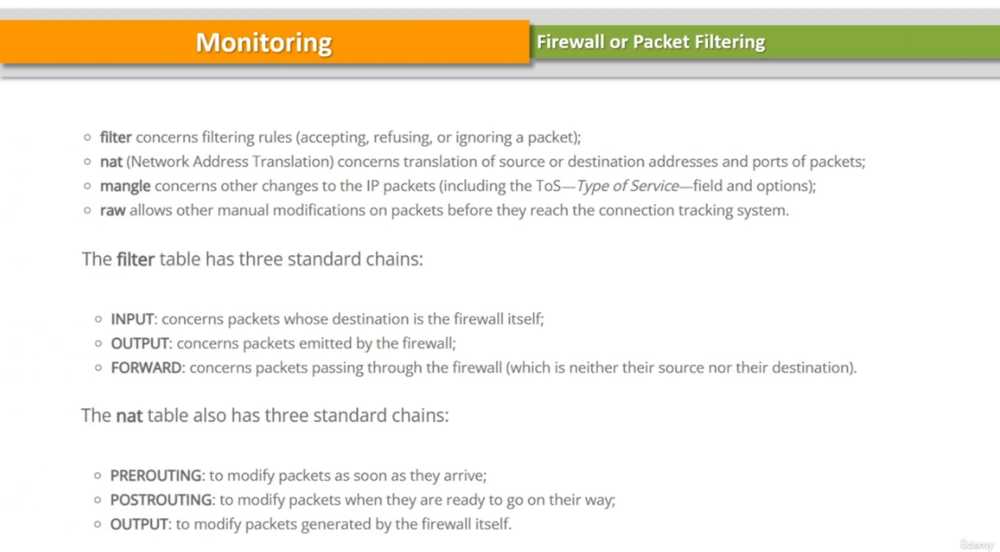 Monitoring
Firewall or Packet Filtering
filter concerns filtering rules (accepting, refusing, or ignoring a packet);
nat (Network Address Translation) concerns translation of source or destination addresses and ports of packets;
mangle concerns other changes to the IP packets (including the ToS—Type of Service—field and options);
raw allows other manual modifications on packets before they reach the connection tracking system.
The filter table has three standard chains:
INPUT: concerns packets whose destination is the firewall itself;
OUTPUT: concerns packets emitted by the firewall;
FORWARD: concerns packets passing through the firewall (which is neither their source nor their destination).
The nat table also has three standard chains:
PREROUTING: to modify packets as soon as they arrive;
POSTROUTING: to modify packets when they are ready to go on their way;
OUTPUT: to modify packets generated by the firewall itself.
Udemy